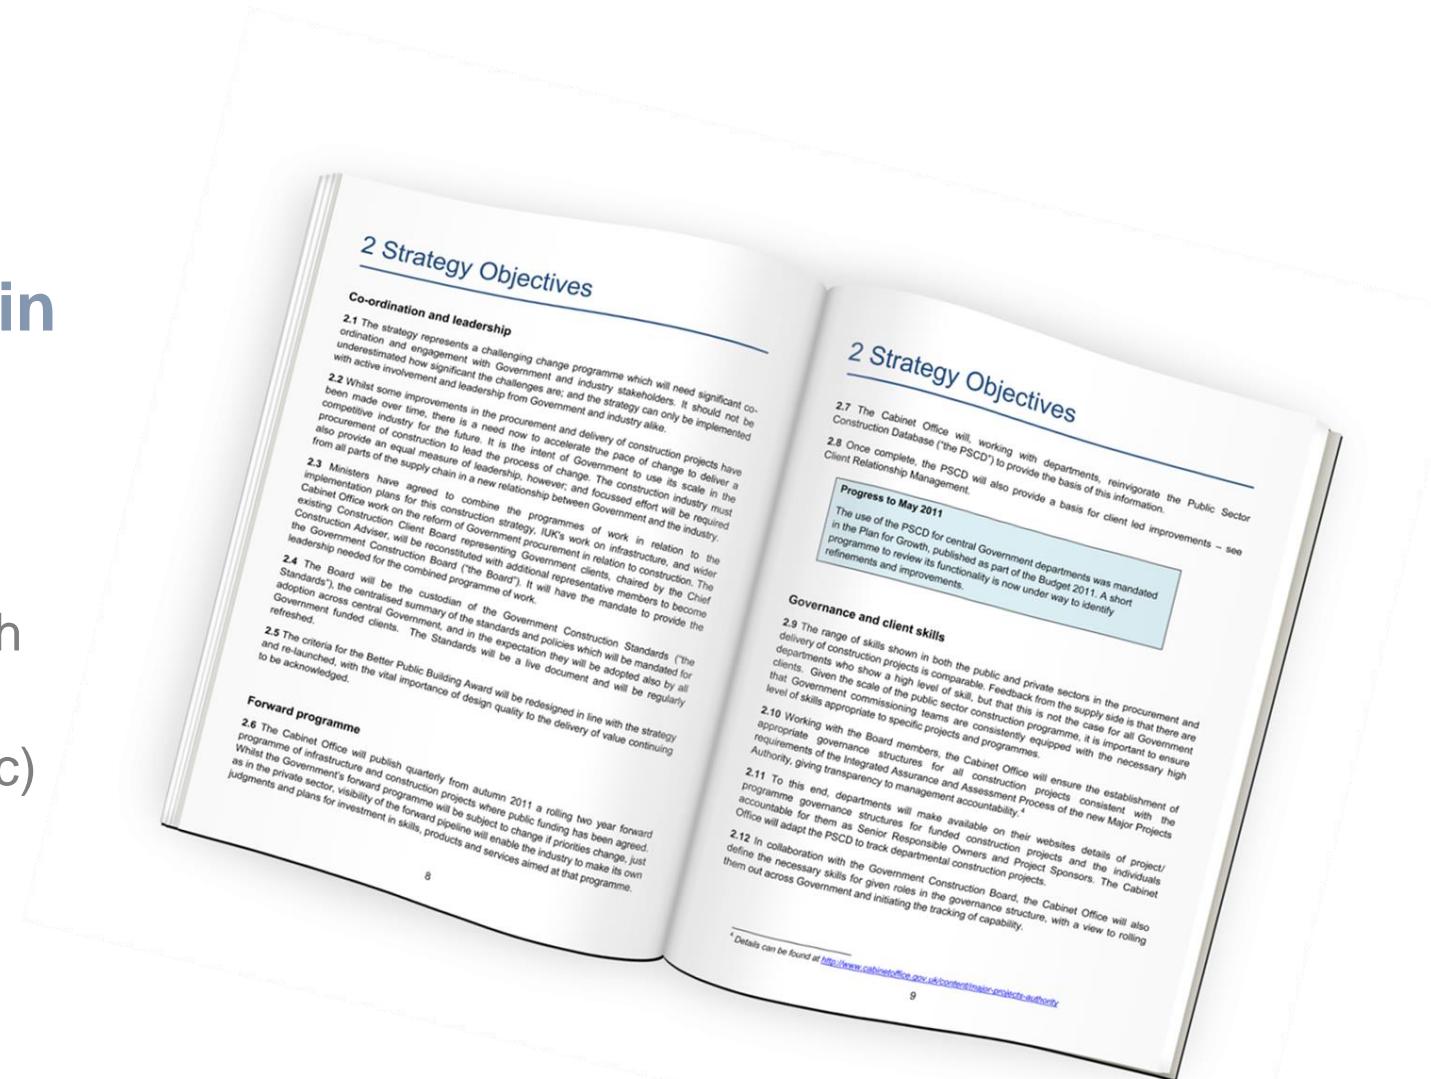 in
h
c)
2 Strategy Objectives
Co-ordination and leadership
2.1 The strategy represents a challenging change programme which will need significant co-
ordination and engagement with Government and industry stakeholders. It should not be
underestimated how significant the challenges are; and the strategy can only be implemented
with active involvement and leadership from Government and industry alike.
2.2 Whilst some improvements in the procurement and delivery of construction projects have
been made over time, there is a need now to accelerate the pace of change to deliver a
competitive industry for the future. It is the intent of Government to use its scale in the
procurement of construction to lead the process of change. The construction industry must
also provide an equal measure of leadership, however; and focussed effort will be required
from all parts of the supply chain in a new relationship between Government and the industry.
2.3 Ministers have agreed to combine the programmes of work in relation to the
implementation plans for this construction strategy, IUK's work on infrastructure, and wider
Cabinet Office work on the reform of Government procurement in relation to construction. The
existing Construction Client Board representing Government clients, chaired by the Chief
Construction Adviser, will be reconstituted with additional representative members to become
the Government Construction Board ("the Board"). It will have the mandate to provide the
leadership needed for the combined programme of work.
2.4 The Board will be the custodian of the Government Construction Standards ("the
Standards"), the centralised summary of the standards and policies which will be mandated for
adoption across central Government, and in the expectation they will be adopted also by all
Government funded clients. The Standards will be a live document and will be regularly
refreshed.
2.5 The criteria for the Better Public Building Award will be redesigned in line with the strategy
and re-launched, with the vital importance of design quality to the delivery of value continuing
to be acknowledged.
Forward programme
2.6 The Cabinet Office will publish quarterly from autumn 2011 a rolling two year forward
programme of infrastructure and construction projects where public funding has been agreed.
Whilst the Government's forward programme will be subject to change if priorities change, just
as in the private sector, visibility of the forward pipeline will enable the industry to make its own
judgments and plans for investment in skills, products and services aimed at that programme.
8
2 Strategy Objectives
2.7 The Cabinet Office will, working with departments, reinvigorate the Public Sector
Construction Database ("the PSCD") to provide the basis of this information.
2.8 Once complete, the PSCD will also provide a basis for client led improvements – see
Client Relationship Management.
Progress to May 2011
The use of the PSCD for central Government departments was mandated
in the Plan for Growth, published as part of the Budget 2011. A short
programme to review its functionality is now under way to identify
refinements and improvements.
Governance and client skills
2.9 The range of skills shown in both the public and private sectors in the procurement and
delivery of construction projects is comparable. Feedback from the supply side is that there are
departments who show a high level of skill, but that this is not the case for all Government
clients. Given the scale of the public sector construction programme, it is important to ensure
that Government commissioning teams are consistently equipped with the necessary high
level of skills appropriate to specific projects and programmes.
2.10 Working with the Board members, the Cabinet Office will ensure the establishment of
appropriate governance structures for all construction projects consistent with the
requirements of the Integrated Assurance and Assessment Process of the new Major Projects
Authority, giving transparency to management accountability.⁴
2.11 To this end, departments will make available on their websites details of project/
programme governance structures for funded construction projects and the individuals
accountable for them as Senior Responsible Owners and Project Sponsors. The Cabinet
Office will adapt the PSCD to track departmental construction projects.
2.12 In collaboration with the Government Construction Board, the Cabinet Office will also
define the necessary skills for given roles in the governance structure, with a view to rolling
them out across Government and initiating the tracking of capability.
⁴ Details can be found at http://www.cabinetoffice.gov.uk/content/major-projects-authority
9